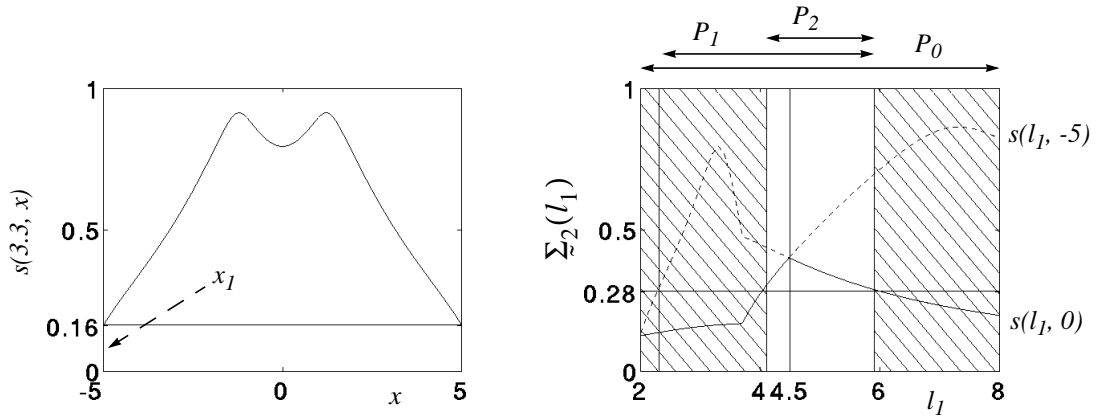 1
0.5
0.16
0
-5
0
5
x
s(3.3, x)
x1
P1
P2
P0
1
0.5
0.28
0
2
4
4.5
6
8
l1
Σ2(l1)
s(l1, -5)
s(l1, 0)